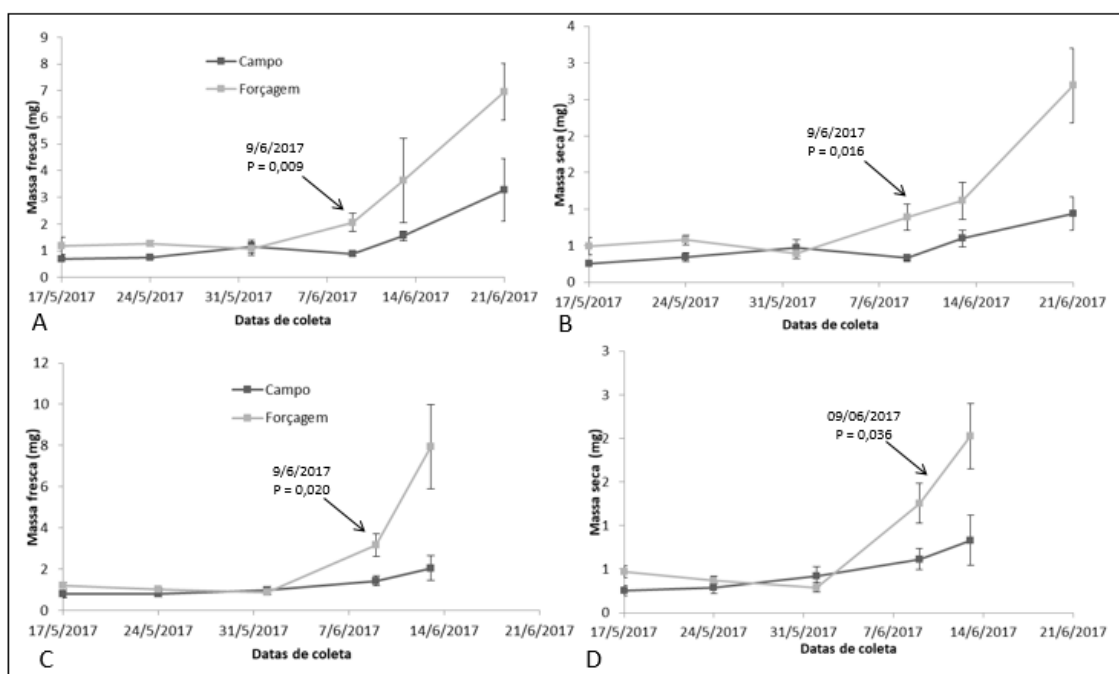 Massa fresca (mg)
9
8
7
6
5
4
3
2
1
0
Campo
Forçagem
9/6/2017
P = 0,009
17/5/2017 24/5/2017 31/5/2017 7/6/2017 14/6/2017 21/6/2017
Datas de coleta
A
Massa seca (mg)
4
3
3
2
2
1
1
0
9/6/2017
P = 0,016
17/5/2017 24/5/2017 31/5/2017 7/6/2017 14/6/2017 21/6/2017
Datas de coleta
B
Massa fresca (mg)
12
10
8
6
4
2
0
Campo
Forçagem
9/6/2017
P = 0,020
17/5/2017 24/5/2017 31/5/2017 7/6/2017 14/6/2017 21/6/2017
Datas de coleta
C
Massa seca (mg)
3
3
2
2
1
1
0
09/06/2017
P = 0,036
17/5/2017 24/5/2017 31/5/2017 7/6/2017 14/6/2017 21/6/2017
Datas de coleta
D